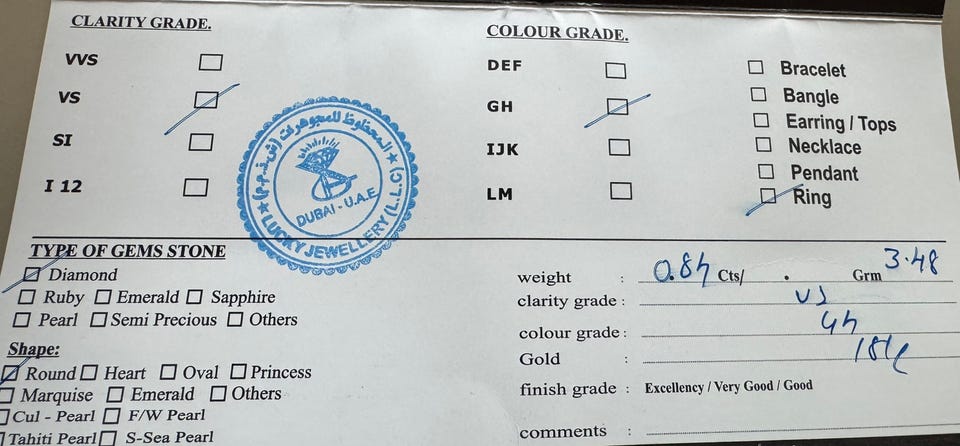 CLARITY GRADE.
VVS
VS
SI
I 12
COLOUR GRADE.
DEF
GH
IJK
LM
Bracelet
Bangle
Earring / Tops
Necklace
Pendant
Ring
المحفوظ للمجوهرات (ش.ذ.م.م)
DUBAI - U.A.E
LUCKY JEWELLERY (L.L.C)
TYPE OF GEMS STONE
Diamond
Ruby Emerald Sapphire
Pearl Semi Precious Others
Shape:
Round Heart Oval Princess
Marquise Emerald Others
Cul - Pearl F/W Pearl
Tahiti Pearl S-Sea Pearl
weight : 0.84 Cts/ . Grm 3.48
clarity grade : VS
colour grade : GH
Gold : 18K
finish grade : Excellency / Very Good / Good
comments :